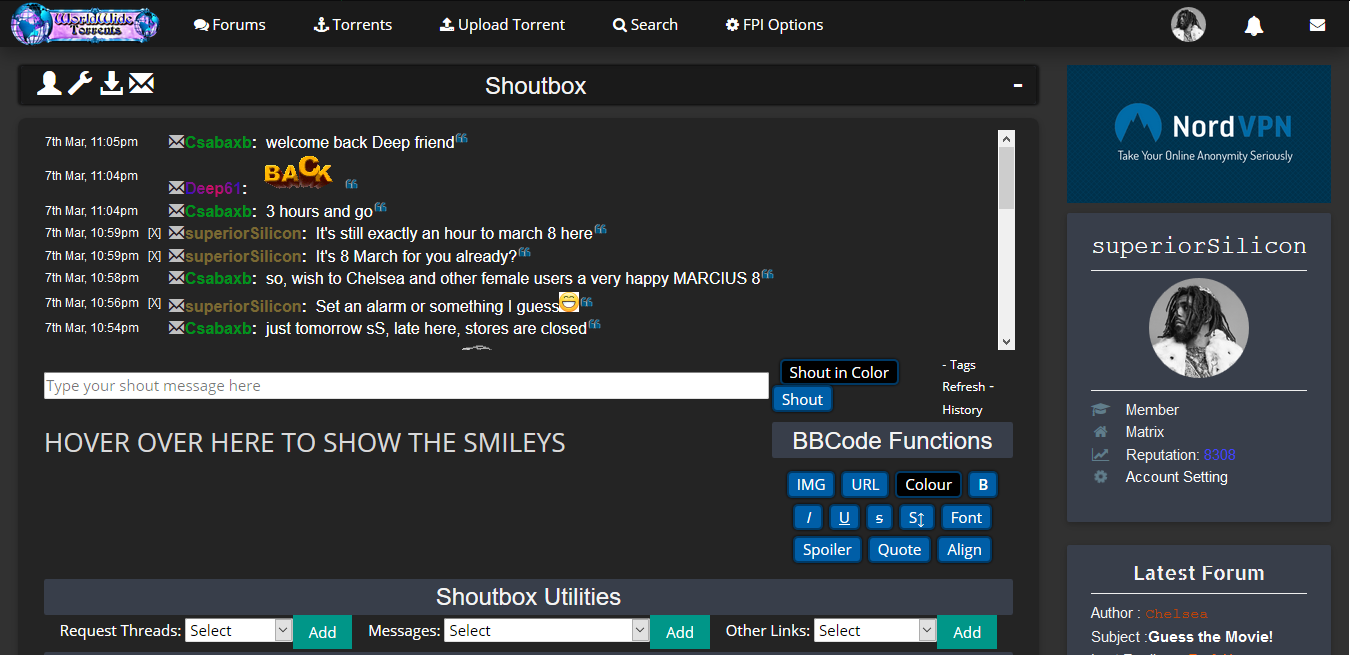 WorldWide Torrents
Forums
Torrents
Upload Torrent
Search
FPI Options
Shoutbox
-
7th Mar, 11:05pm Csabaxb: welcome back Deep friend
7th Mar, 11:04pm Deep61: BACK
7th Mar, 11:04pm Csabaxb: 3 hours and go
7th Mar, 10:59pm [X] superiorSilicon: It's still exactly an hour to march 8 here
7th Mar, 10:59pm [X] superiorSilicon: It's 8 March for you already?
7th Mar, 10:58pm Csabaxb: so, wish to Chelsea and other female users a very happy MARCIUS 8
7th Mar, 10:56pm [X] superiorSilicon: Set an alarm or something I guess
7th Mar, 10:54pm Csabaxb: just tomorrow sS, late here, stores are closed
Type your shout message here
Shout in Color
Shout
- Tags
Refresh -
History
HOVER OVER HERE TO SHOW THE SMILEYS
BBCode Functions
IMG URL Colour B
I U s S↕ Font
Spoiler Quote Align
Shoutbox Utilities
Request Threads: Select Add Messages: Select Add Other Links: Select Add
NordVPN
Take Your Online Anonymity Seriously
superiorSilicon
Member
Matrix
Reputation: 8308
Account Setting
Latest Forum
Author : Chelsea
Subject :Guess the Movie!